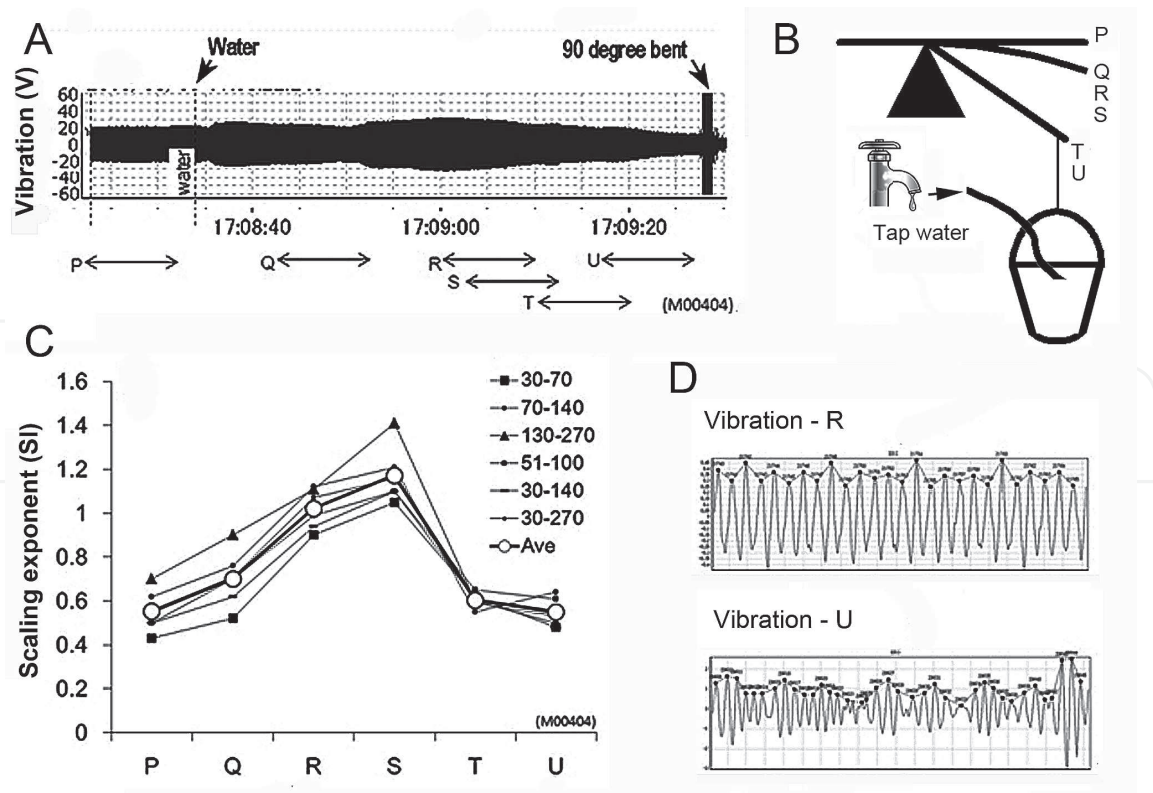 A
Water
90 degree bent
Vibration (V)
60
40
20
0
-20
-40
-60
water
17:08:40
17:09:00
17:09:20
P
Q
R
U
S
T
(M00404)
B
P
Q
R
S
T
U
Tap water
C
Scaling exponent (SI)
1.6
1.4
1.2
1
0.8
0.6
0.4
0.2
0
30-70
70-140
130-270
51-100
30-140
30-270
Ave
(M00404)
P Q R S T U
D
Vibration - R
Vibration - U